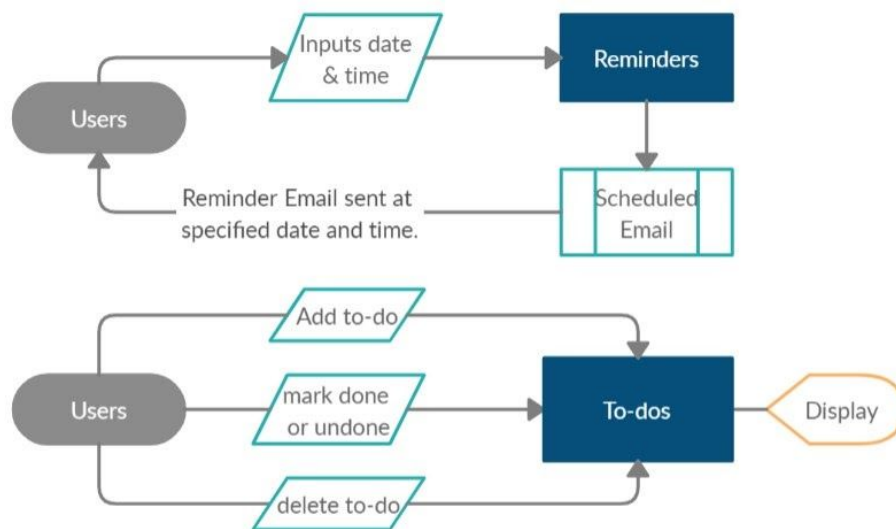 Inputs date
& time
Reminders
Users
Reminder Email sent at
specified date and time.
Scheduled
Email
Add to-do
Users
mark done
or undone
To-dos
Display
delete to-do